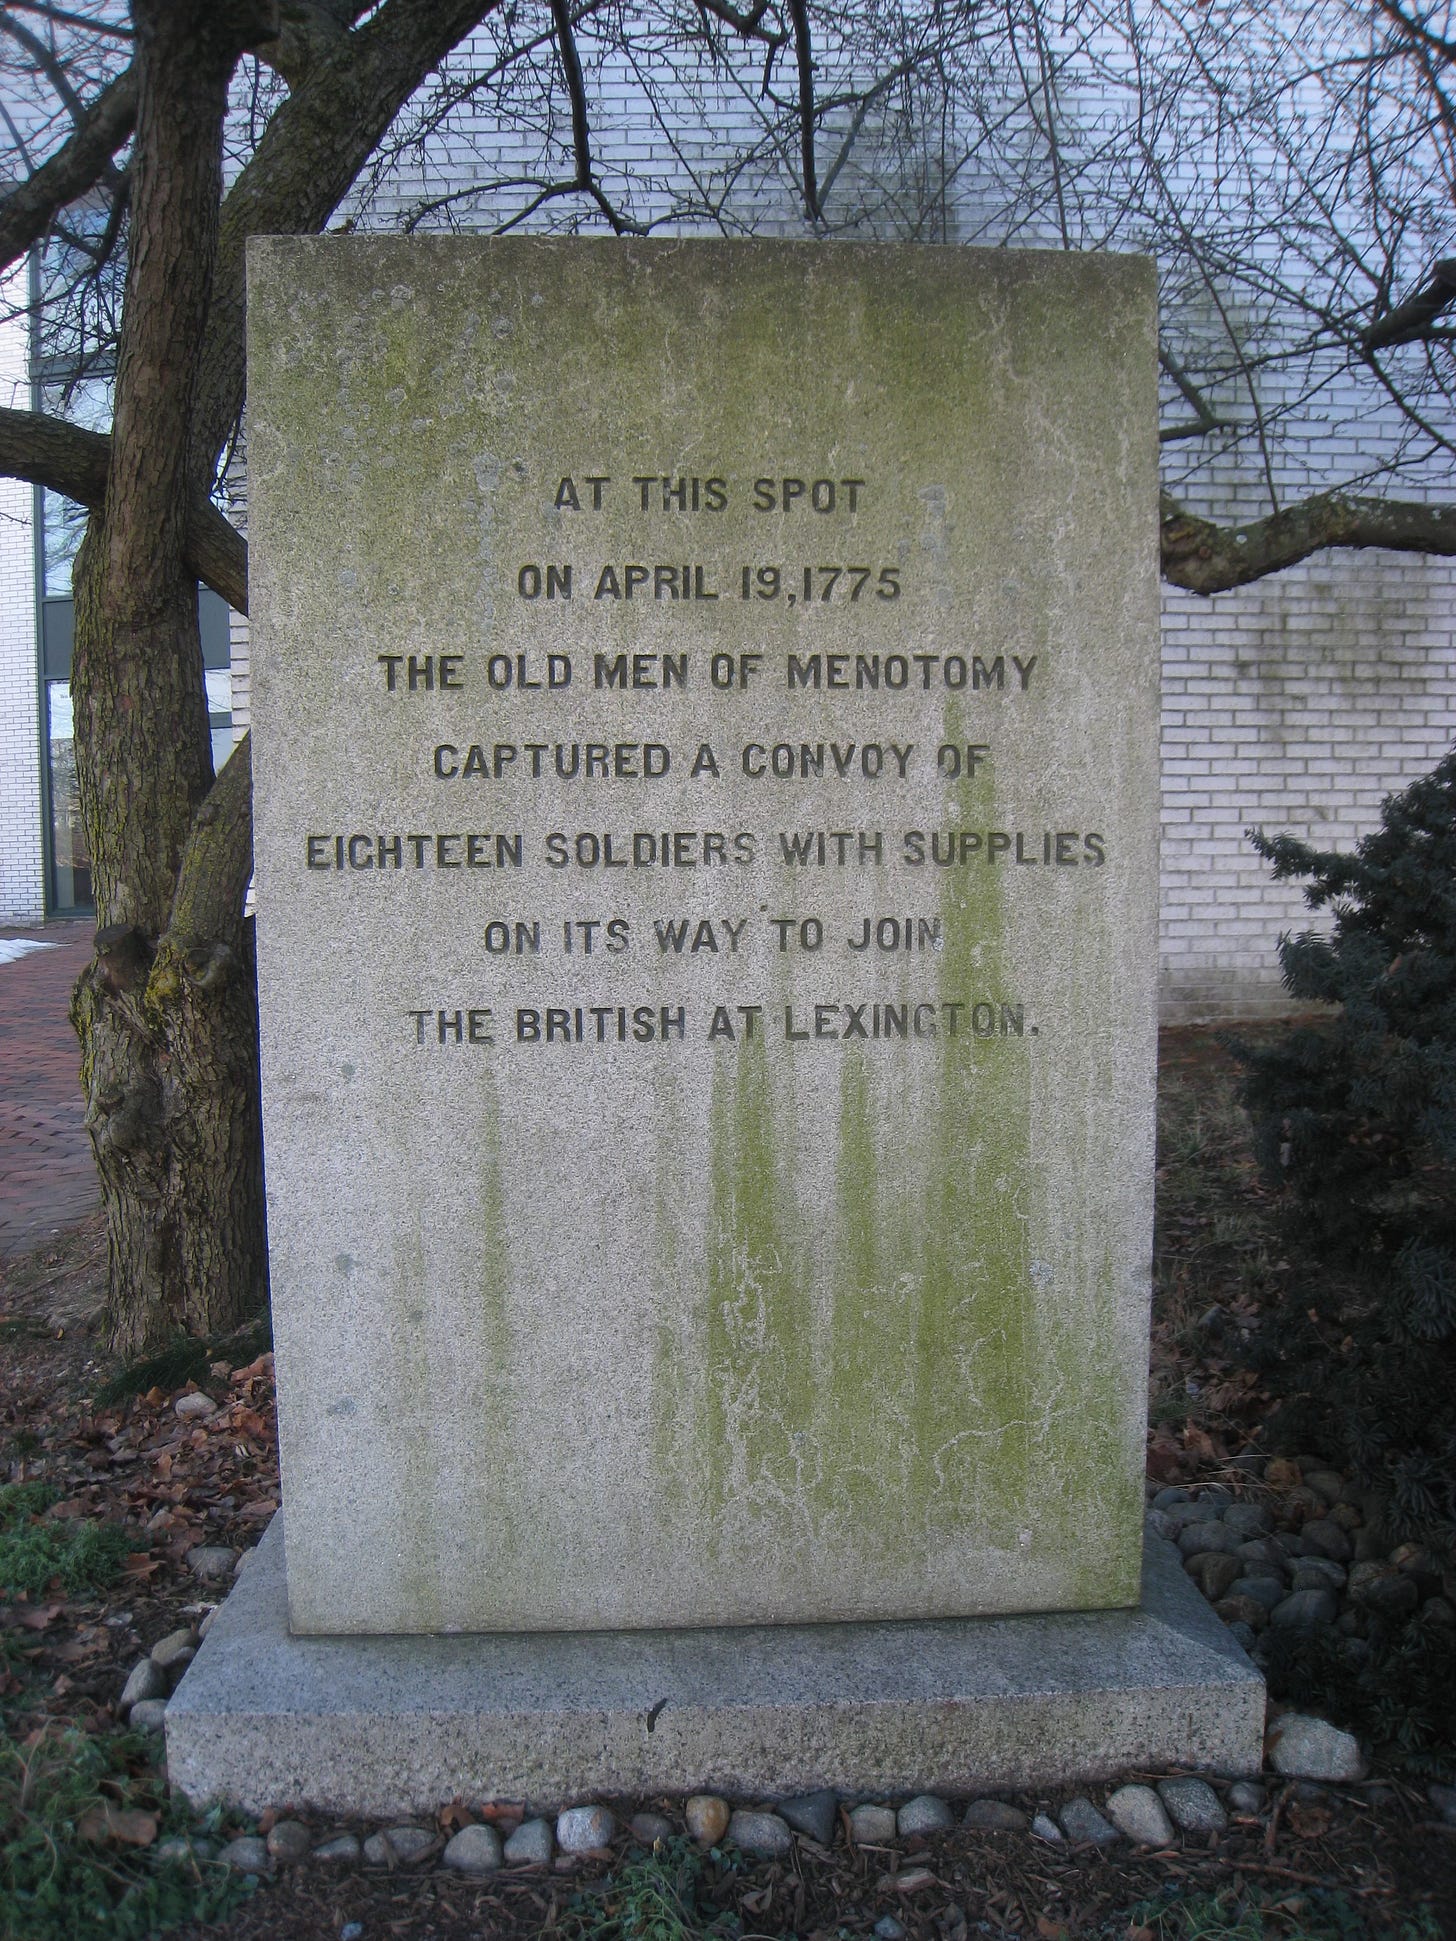 AT THIS SPOT
ON APRIL 19, 1775
THE OLD MEN OF MENOTOMY
CAPTURED A CONVOY OF
EIGHTEEN SOLDIERS WITH SUPPLIES
ON ITS WAY TO JOIN
THE BRITISH AT LEXINGTON.